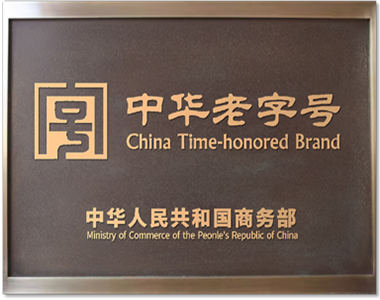 中华老字号
China Time-honored Brand
中华人民共和国商务部
Ministry of Commerce of the Peonle's Republic of China